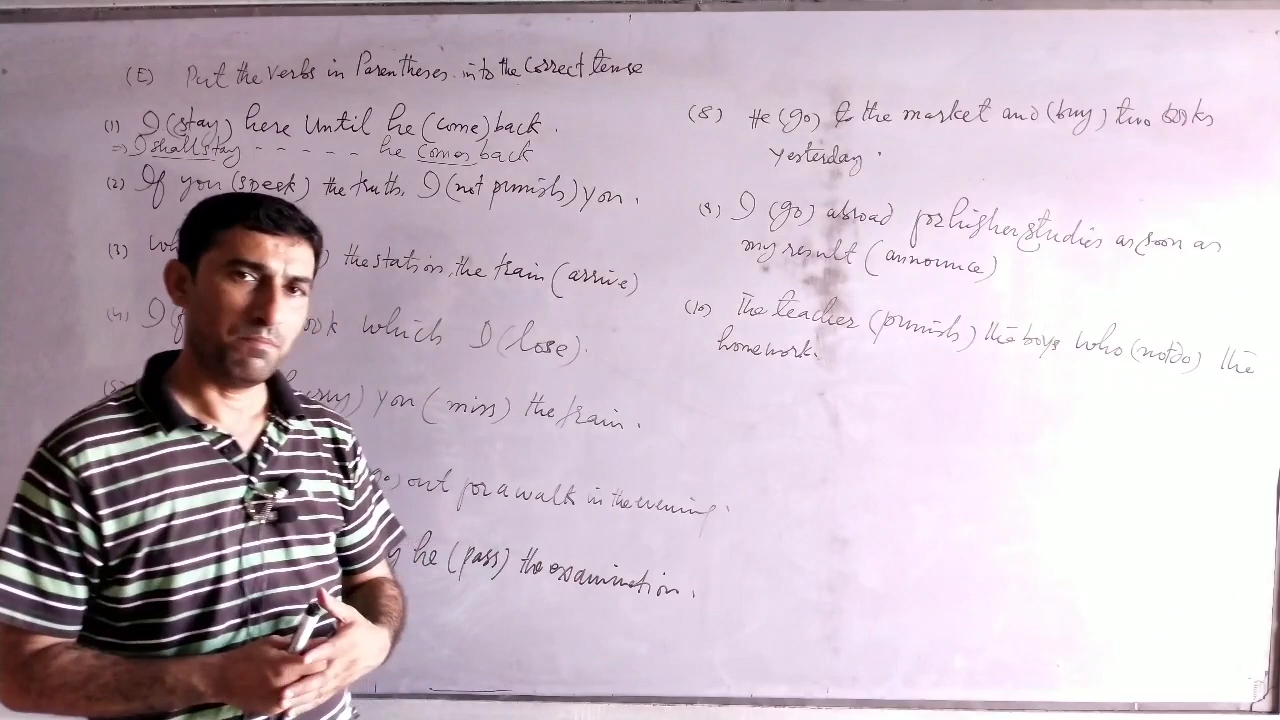 (E) Put the verbs in Parentheses into the Correct tense
(1) I (stay) here Until he (come) back.
=> I shall stay - - - - - he comes back
(2) If you (speek) the truth. I (not punish) you.
(3) the station, the train (arrive)
(4) I which I (lose).
(5) you (miss) the train.
out for a walk in the evening.
he (pass) the examination.
(8) He (go) to the market and (buy) two books
yesterday.
(9) I (go) abroad for higher studies as soon as
my result (announce)
(10) The teacher (punish) the boys who (not do) the
homework.